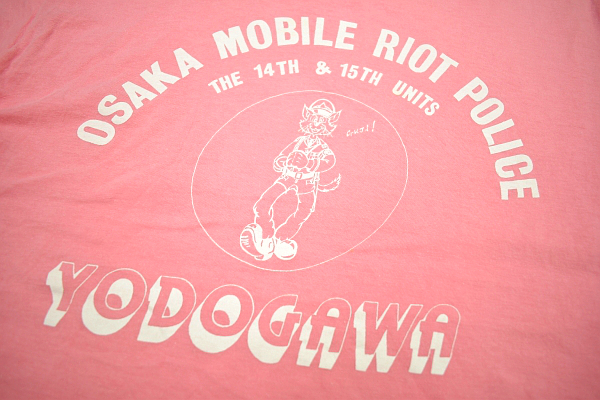 OSAKA MOBILE RIOT POLICE
THE 14TH & 15TH UNITS
YODOGAWA